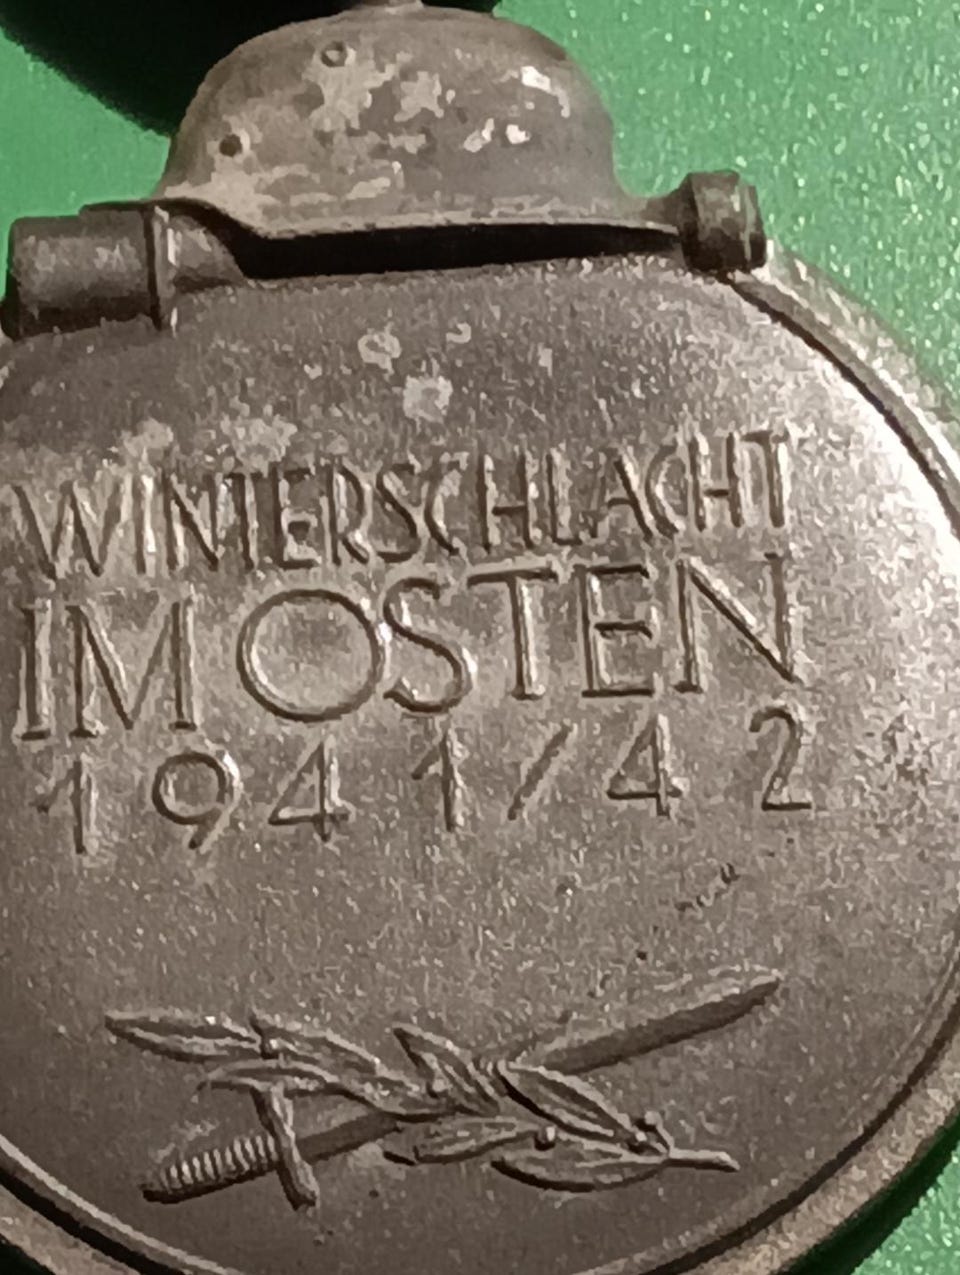 WINTERSCHLACHT
IM OSTEN
1941/42